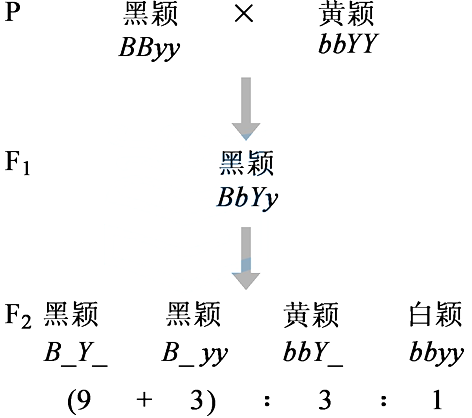 P 黑颖 × 黄颖
BByy bbYY
F₁ 黑颖
BbYy
F₂ 黑颖 黑颖 黄颖 白颖
B_Y_ B_yy bbY_ bbyy
(9 + 3) : 3 : 1